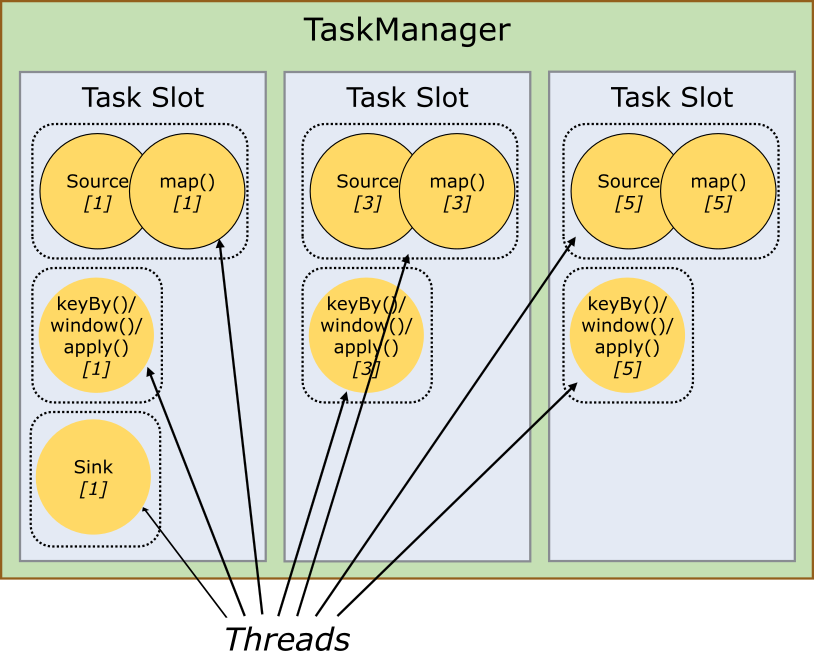 TaskManager
Task Slot
Source
[1]
map()
[1]
keyBy()/
window()/
apply()
[1]
Sink
[1]
Task Slot
Source
[3]
map()
[3]
keyBy()/
window()/
apply()
[3]
Task Slot
Source
[5]
map()
[5]
keyBy()/
window()/
apply()
[5]
Threads